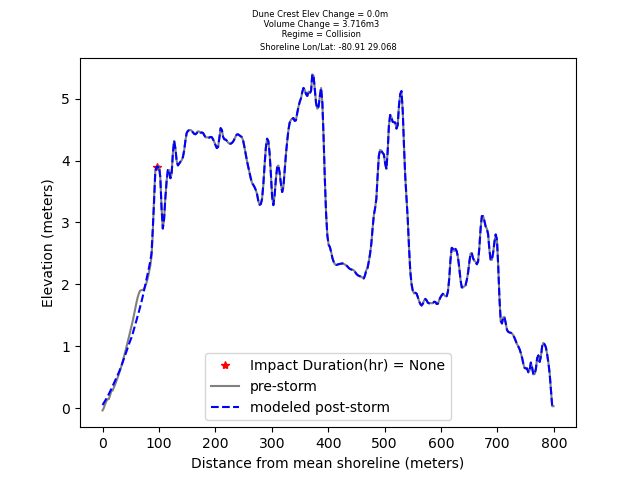 Dune Crest Elev Change = 0.0m
Volume Change = 3.716m3
Regime = Collision
Shoreline Lon/Lat: -80.91 29.068
5
4
3
2
1
0
Elevation (meters)
Impact Duration(hr) = None
pre-storm
modeled post-storm
0 100 200 300 400 500 600 700 800
Distance from mean shoreline (meters)